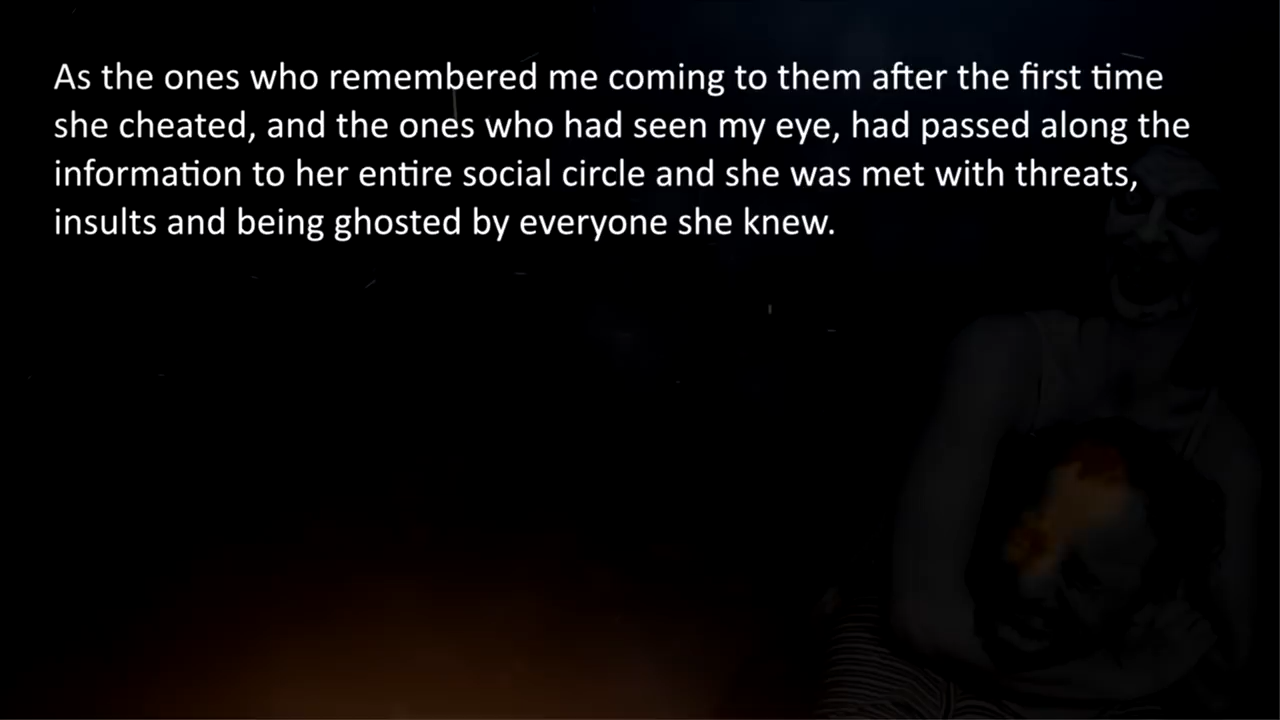 As the ones who remembered me coming to them after the first time
she cheated, and the ones who had seen my eye, had passed along the
information to her entire social circle and she was met with threats,
insults and being ghosted by everyone she knew.